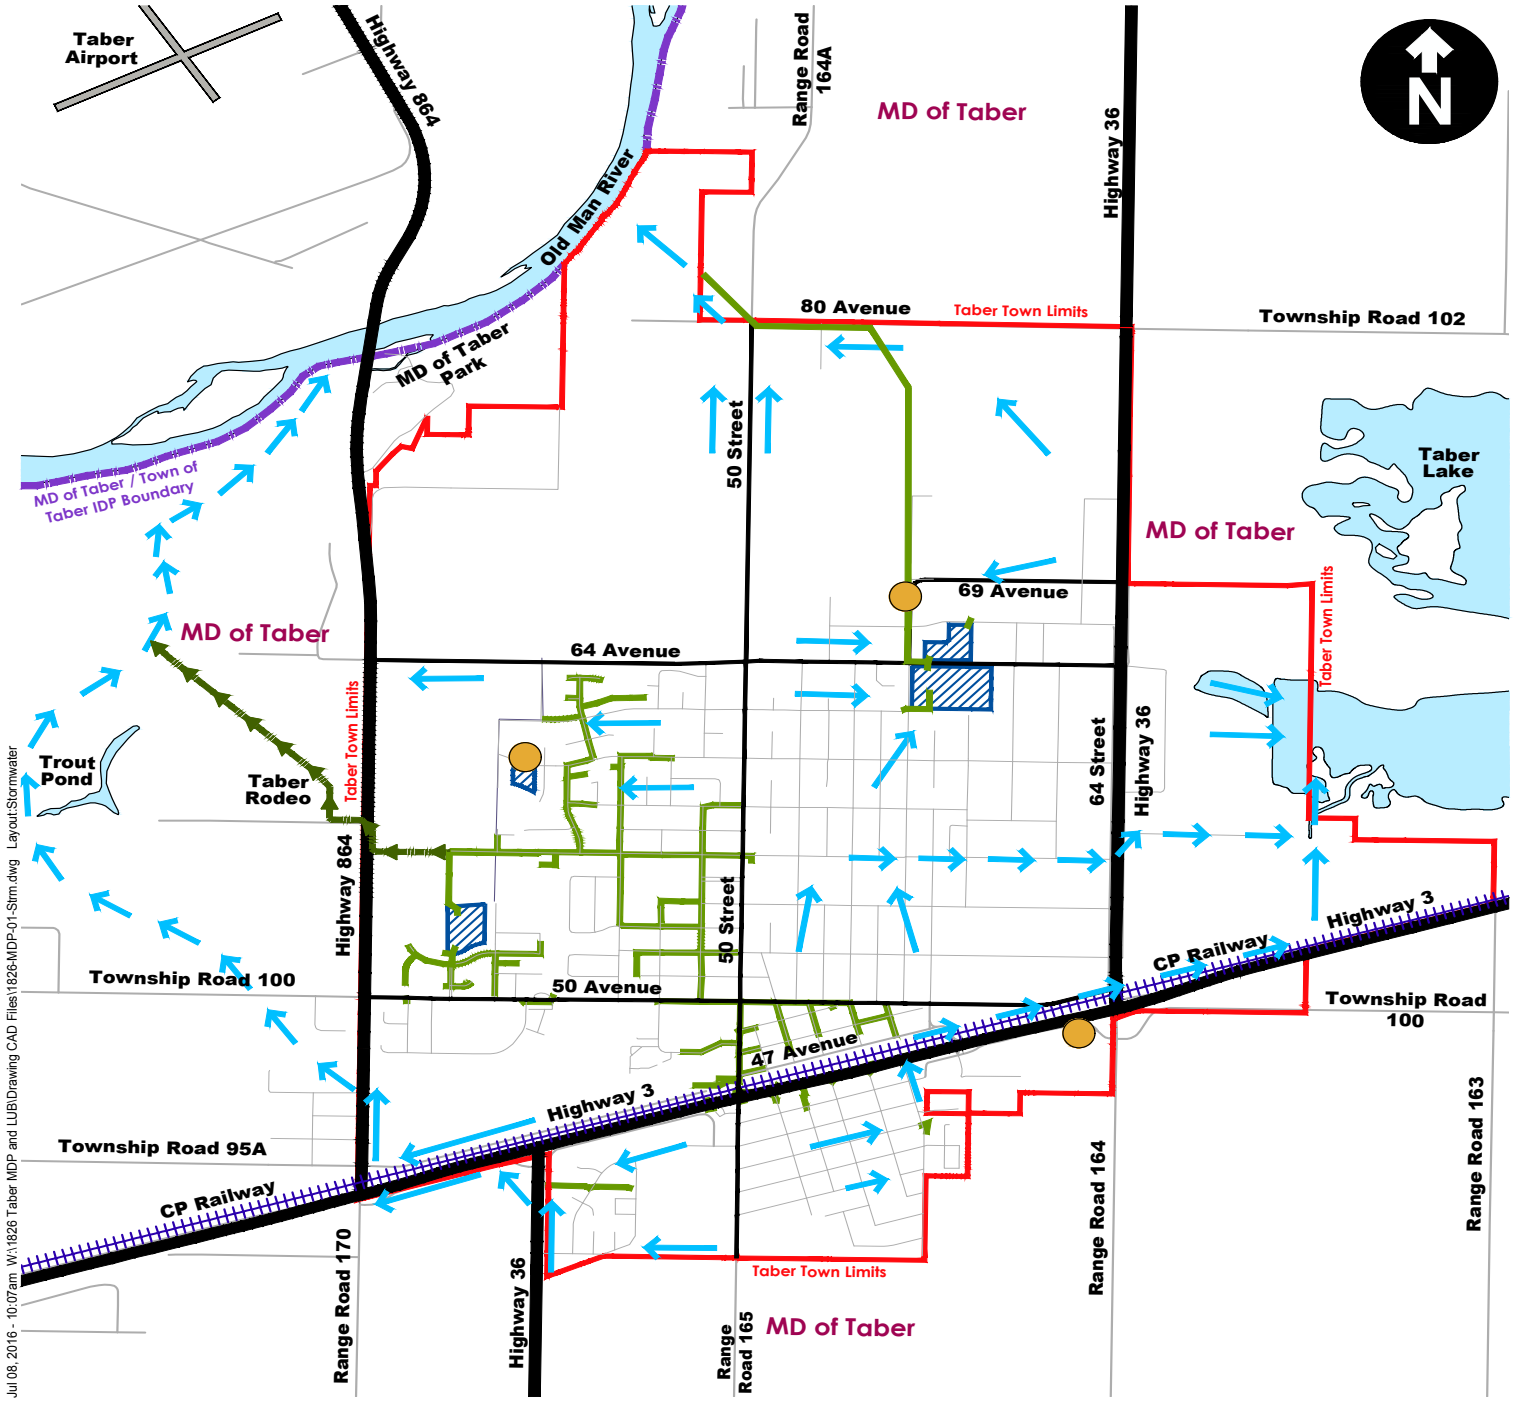 Taber
Airport
Highway 864
Range Road
164A
MD of Taber
N
Highway 36
Old Man River
80 Avenue
Taber Town Limits
Township Road 102
MD of Taber
Park
50 Street
Taber
Lake
MD of Taber / Town of
Taber IDP Boundary
MD of Taber
69 Avenue
Taber Town Limits
MD of Taber
64 Avenue
Taber Town Limits
64 Street
Highway 36
Trout
Pond
Taber
Rodeo
Highway 864
50 Street
Highway 3
CP Railway
Township Road 100
50 Avenue
Township Road
100
47 Avenue
Highway 3
Township Road 95A
CP Railway
Range Road 170
Highway 36
Range Road 164
Range Road 163
Taber Town Limits
Range
Road 165
MD of Taber
Jul 08, 2016 - 10:07am W:\1826 Taber MDP and LUB\Drawing CAD Files\1826-MDP-01-Strm.dwg Layout:Stormwater